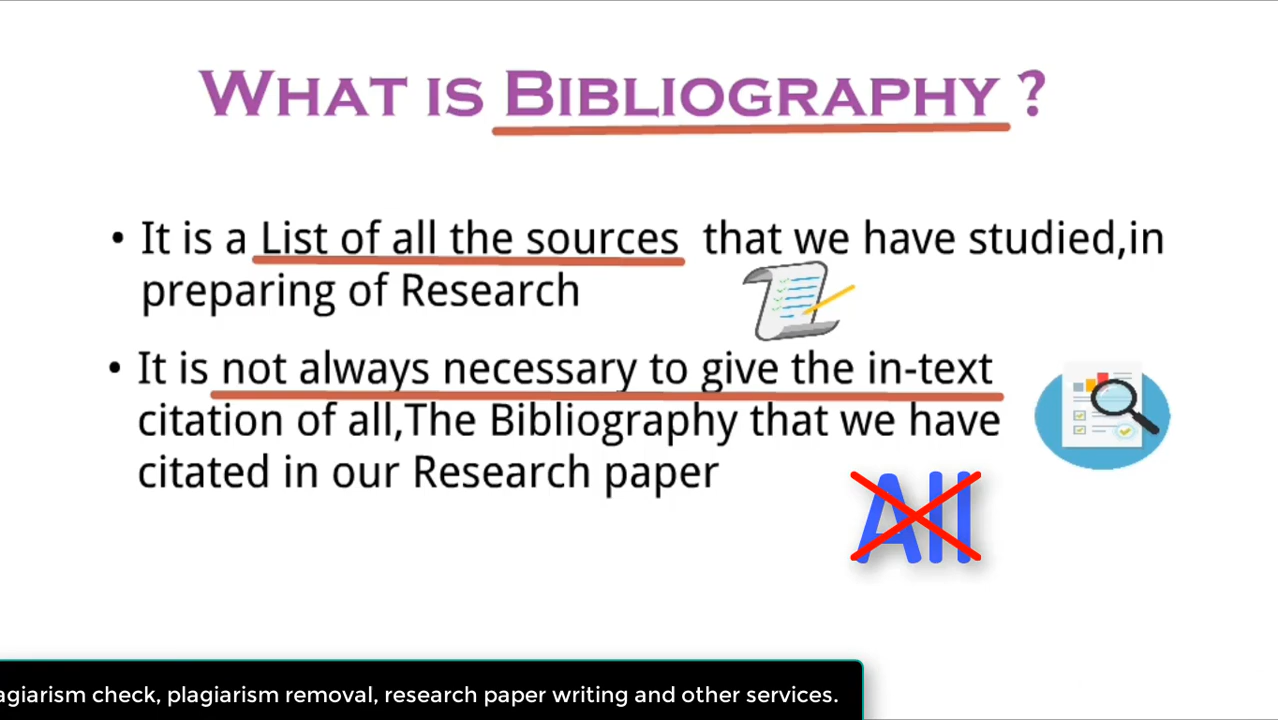 WHAT IS BIBLIOGRAPHY ?
• It is a List of all the sources that we have studied,in
preparing of Research
• It is not always necessary to give the in-text
citation of all,The Bibliography that we have
cited in our Research paper
All
check, plagiarism removal, research paper writing and other services.